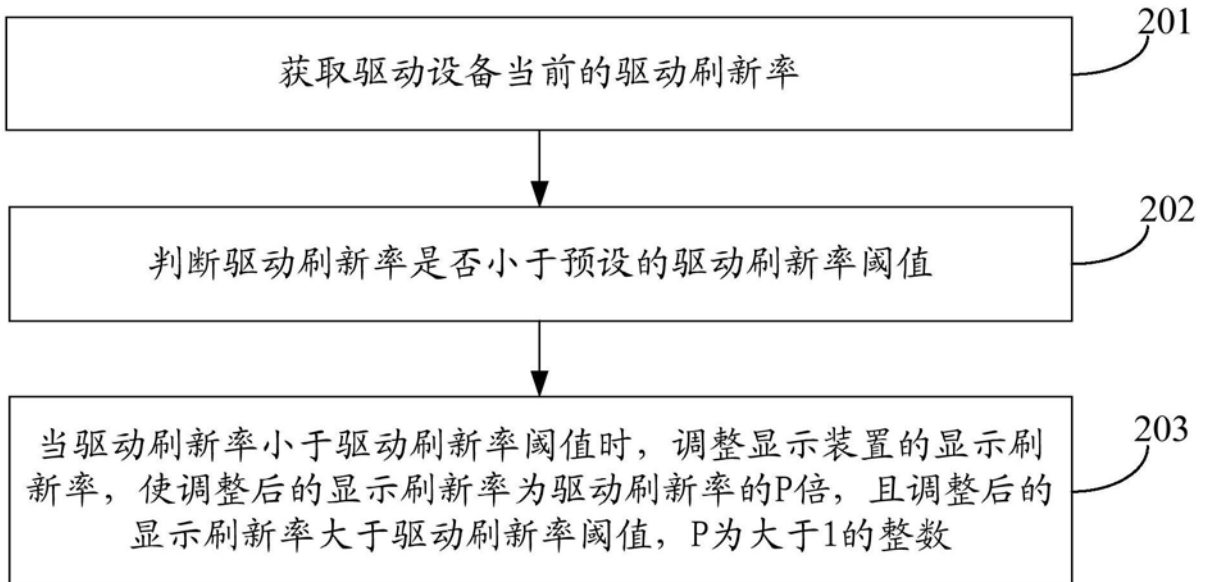 201
获取驱动设备当前的驱动刷新率
202
判断驱动刷新率是否小于预设的驱动刷新率阈值
203
当驱动刷新率小于驱动刷新率阈值时，调整显示装置的显示刷
新率，使调整后的显示刷新率为驱动刷新率的P倍，且调整后的
显示刷新率大于驱动刷新率阈值，P为大于1的整数